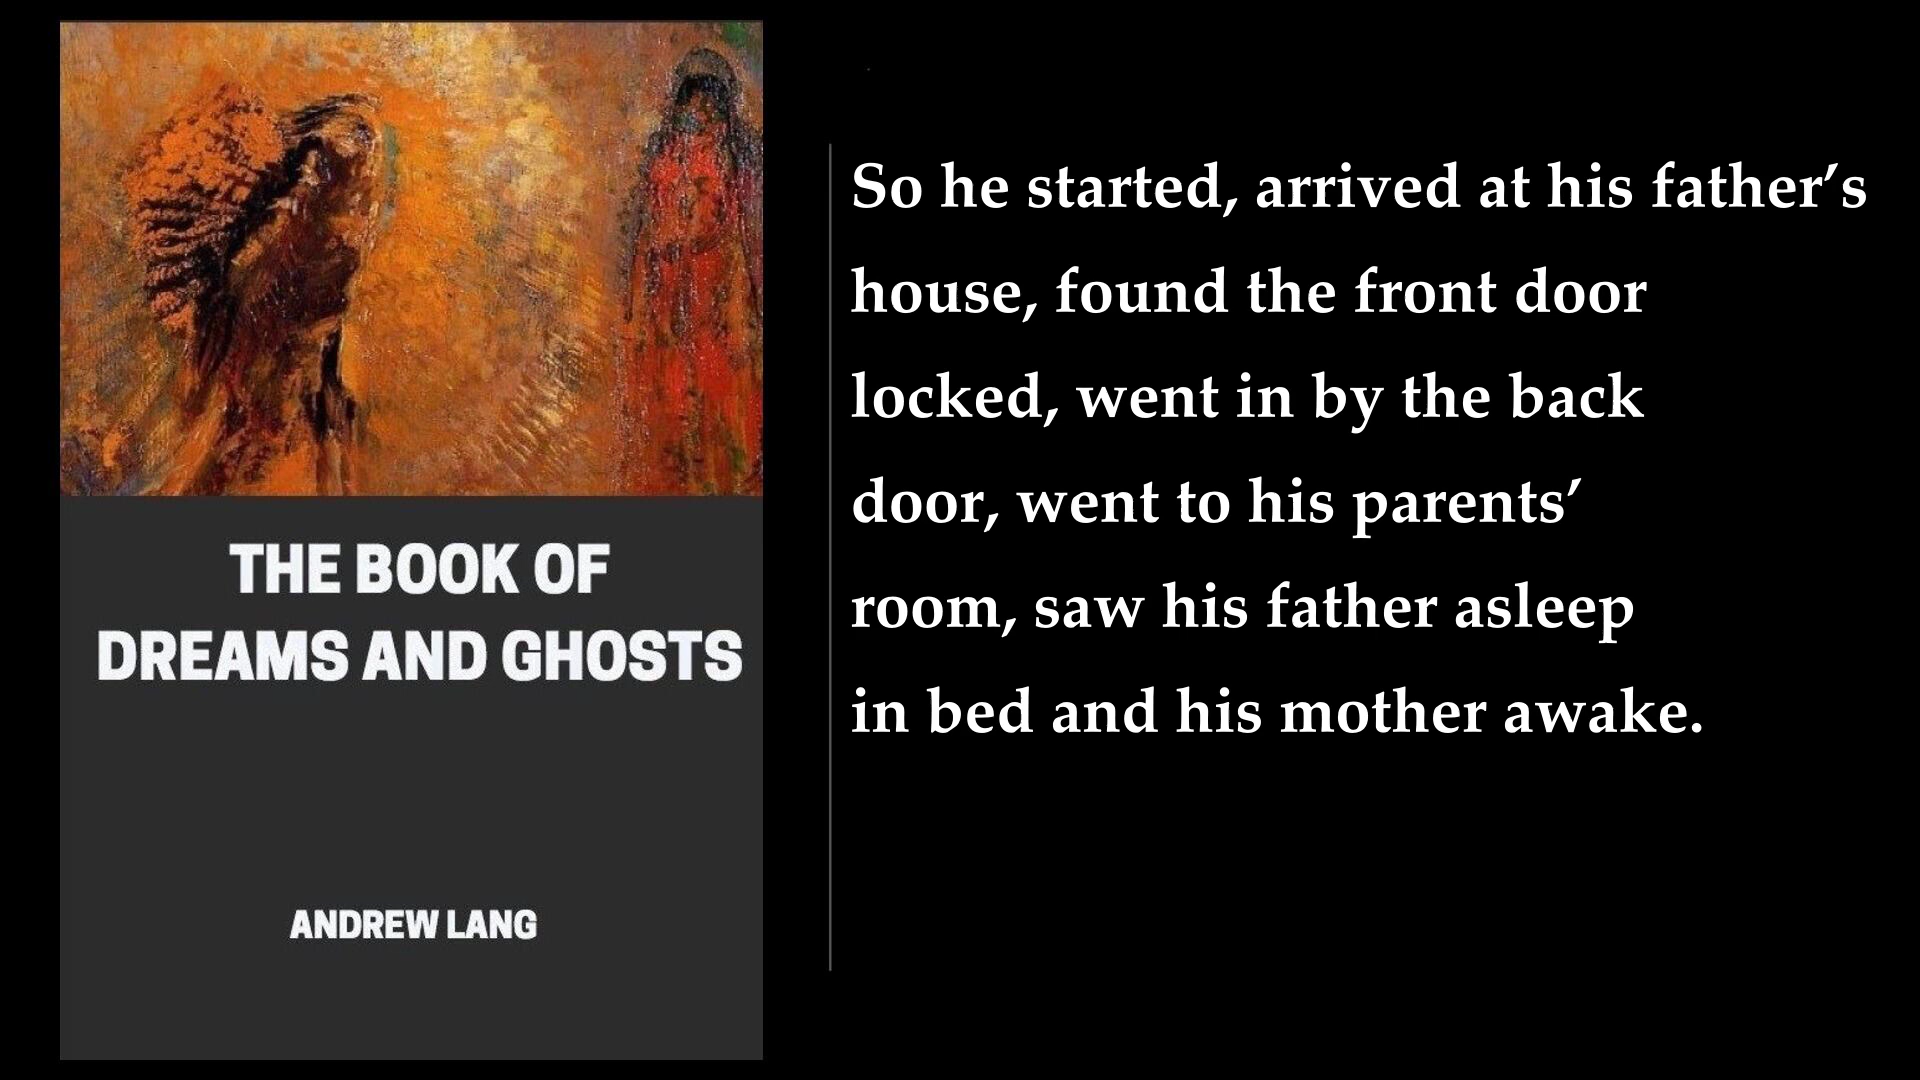 THE BOOK OF
DREAMS AND GHOSTS
ANDREW LANG
So he started, arrived at his father’s
house, found the front door
locked, went in by the back
door, went to his parents’
room, saw his father asleep
in bed and his mother awake.